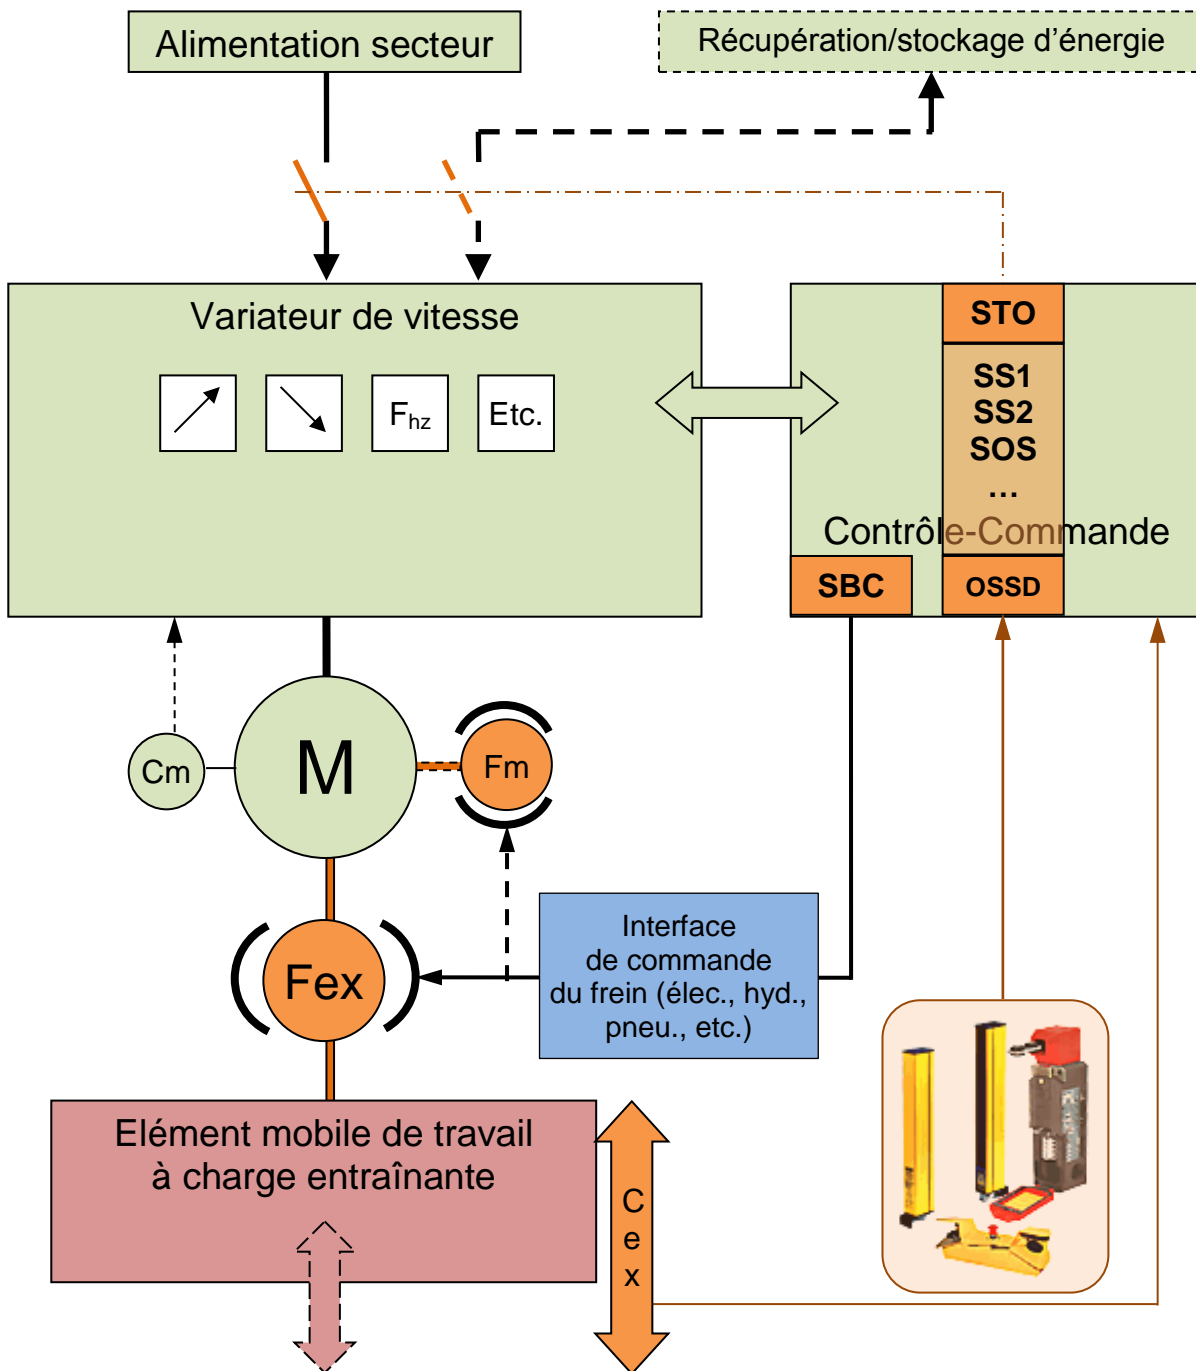 Alimentation secteur
Récupération/stockage d’énergie
Variateur de vitesse
F_hz
Etc.
STO
SS1
SS2
SOS
…
Contrôle-Commande
SBC
OSSD
Cm
M
Fm
Fex
Interface
de commande
du frein (élec., hyd.,
pneu., etc.)
Elément mobile de travail
à charge entraînante
C
e
x